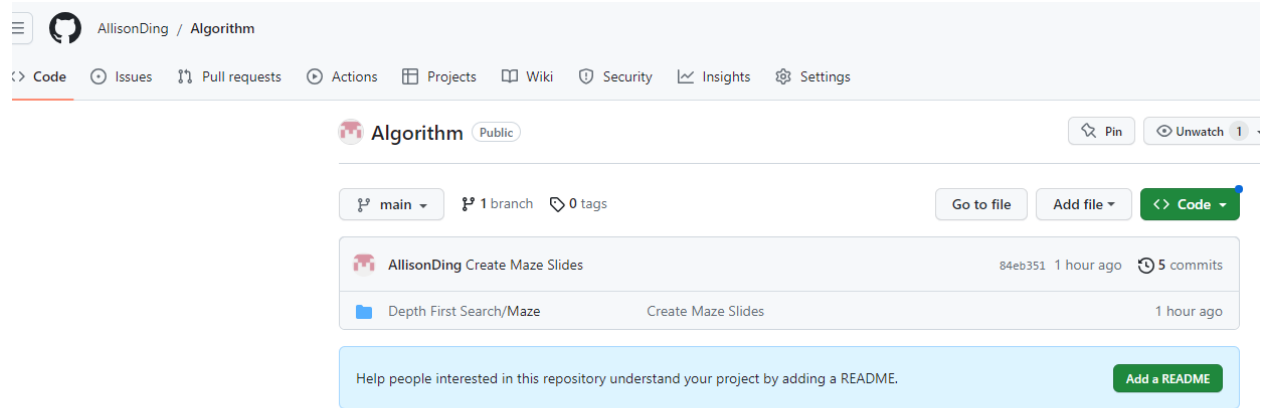 AllisonDing / Algorithm
<> Code Issues Pull requests Actions Projects Wiki Security Insights Settings
Algorithm Public Pin Unwatch 1
main 1 branch 0 tags Go to file Add file <> Code
AllisonDing Create Maze Slides 84eb351 1 hour ago 5 commits
Depth First Search/Maze Create Maze Slides 1 hour ago
Help people interested in this repository understand your project by adding a README. Add a README